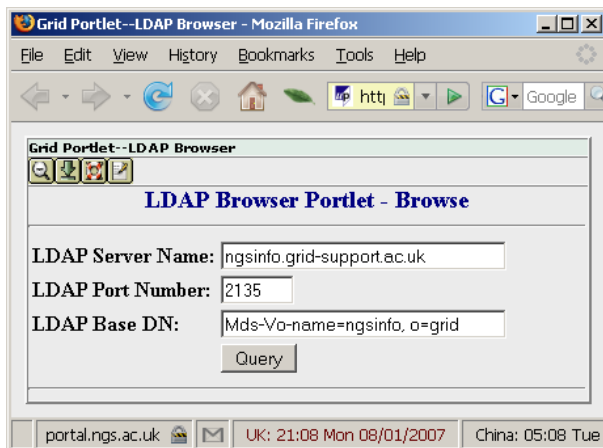 Grid Portlet--LDAP Browser - Mozilla Firefox
File Edit View History Bookmarks Tools Help
http Google
Grid Portlet--LDAP Browser
LDAP Browser Portlet - Browse
LDAP Server Name: ngsinfo.grid-support.ac.uk
LDAP Port Number: 2135
LDAP Base DN: Mds-Vo-name=ngsinfo, o=grid
Query
portal.ngs.ac.uk UK: 21:08 Mon 08/01/2007 China: 05:08 Tue